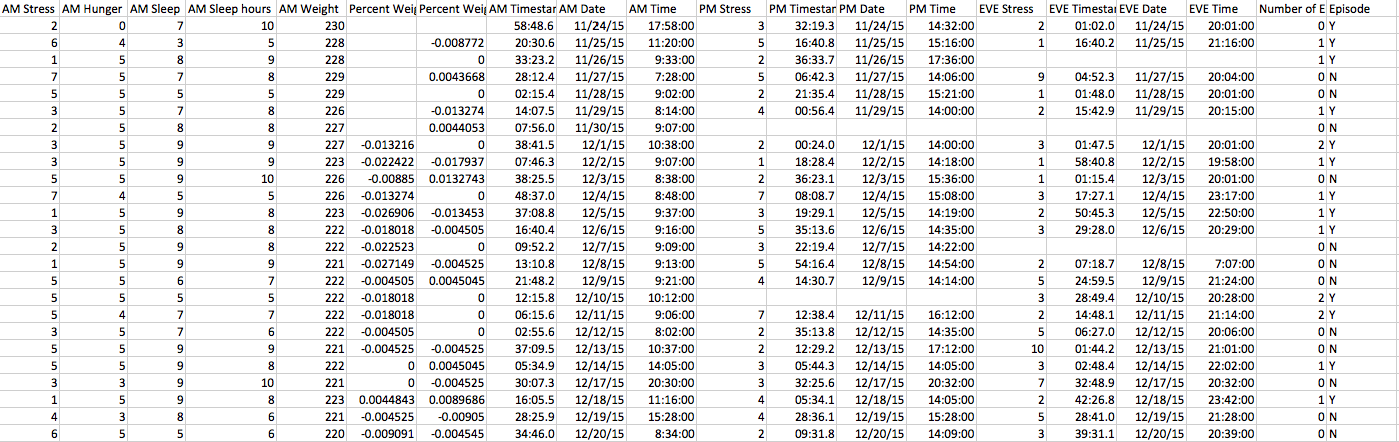 AM Stress AM Hunger AM Sleep AM Sleep hours AM Weight Percent Wei Percent Wei AM Timestar AM Date AM Time PM Stress PM Timestar PM Date PM Time EVE Stress EVE Timestar EVE Date EVE Time Number of E Episode
2 0 7 10 230 58:48.6 11/24/15 17:58:00 3 32:19.3 11/24/15 14:32:00 2 01:02.0 11/24/15 20:01:00 0 Y
6 4 3 5 228 -0.008772 20:30.6 11/25/15 11:20:00 5 16:40.8 11/25/15 15:16:00 1 16:40.2 11/25/15 21:16:00 1 Y
1 5 8 9 228 0 33:23.2 11/26/15 9:33:00 2 36:33.7 11/26/15 17:36:00 1 Y
7 5 7 8 229 0.0043668 28:12.4 11/27/15 7:28:00 5 06:42.3 11/27/15 14:06:00 9 04:52.3 11/27/15 20:04:00 0 N
5 5 5 5 229 0 02:15.4 11/28/15 9:02:00 2 21:35.4 11/28/15 15:21:00 1 01:48.0 11/28/15 20:01:00 0 N
3 5 7 8 226 -0.013274 14:07.5 11/29/15 8:14:00 4 00:56.4 11/29/15 14:00:00 2 15:42.9 11/29/15 20:15:00 1 Y
2 5 8 8 227 0.0044053 07:56.0 11/30/15 9:07:00 0 N
3 5 9 9 227 -0.013216 0 38:41.5 12/1/15 10:38:00 2 00:24.0 12/1/15 14:00:00 3 01:47.5 12/1/15 20:01:00 2 Y
3 5 9 9 223 -0.022422 -0.017937 07:46.3 12/2/15 9:07:00 1 18:28.4 12/2/15 14:18:00 1 58:40.8 12/2/15 19:58:00 1 Y
5 5 9 10 226 -0.00885 0.0132743 38:25.5 12/3/15 8:38:00 2 36:23.1 12/3/15 15:36:00 1 01:15.4 12/3/15 20:01:00 0 N
7 4 5 5 226 -0.013274 0 48:37.0 12/4/15 8:48:00 7 08:08.7 12/4/15 15:08:00 3 17:27.1 12/4/15 23:17:00 1 Y
1 5 9 8 223 -0.026906 -0.013453 37:08.8 12/5/15 9:37:00 3 19:29.1 12/5/15 14:19:00 2 50:45.3 12/5/15 22:50:00 1 Y
3 5 8 8 222 -0.018018 -0.004505 16:40.4 12/6/15 9:16:00 5 35:13.6 12/6/15 14:35:00 3 29:28.0 12/6/15 20:29:00 1 Y
2 5 9 8 222 -0.022523 0 09:52.2 12/7/15 9:09:00 3 22:19.4 12/7/15 14:22:00 0 N
1 5 9 9 221 -0.027149 -0.004525 13:10.8 12/8/15 9:13:00 5 54:16.4 12/8/15 14:54:00 2 07:18.7 12/8/15 7:07:00 0 N
5 5 6 7 222 -0.004505 0.0045045 21:48.2 12/9/15 9:21:00 4 14:30.7 12/9/15 14:14:00 5 24:59.5 12/9/15 21:24:00 0 N
5 5 5 5 222 -0.018018 0 12:15.8 12/10/15 10:12:00 3 28:49.4 12/10/15 20:28:00 2 Y
5 4 7 7 222 -0.018018 0 06:15.6 12/11/15 9:06:00 7 12:38.4 12/11/15 16:12:00 2 14:48.1 12/11/15 21:14:00 2 Y
3 5 7 6 222 -0.004505 0 02:55.6 12/12/15 8:02:00 2 35:13.8 12/12/15 14:35:00 5 06:27.0 12/12/15 20:06:00 0 N
5 5 9 9 221 -0.004525 -0.004525 37:09.5 12/13/15 10:37:00 2 12:29.2 12/13/15 17:12:00 10 01:44.2 12/13/15 21:01:00 0 N
5 5 9 8 222 0 0.0045045 05:34.9 12/14/15 14:05:00 3 05:44.3 12/14/15 14:05:00 3 02:48.4 12/14/15 22:02:00 1 Y
3 3 9 10 221 0 -0.004525 30:07.3 12/17/15 20:30:00 3 32:25.6 12/17/15 20:32:00 7 32:48.9 12/17/15 20:32:00 0 N
1 5 9 8 223 0.0044843 0.0089686 16:05.5 12/18/15 11:16:00 4 05:34.1 12/18/15 14:05:00 2 42:26.8 12/18/15 23:42:00 1 Y
4 3 8 6 221 -0.004525 -0.00905 28:25.9 12/19/15 15:28:00 4 28:36.1 12/19/15 15:28:00 5 28:41.0 12/19/15 21:28:00 0 N
6 5 5 6 220 -0.009091 -0.004545 34:46.0 12/20/15 8:34:00 2 09:31.8 12/20/15 14:09:00 3 39:31.1 12/20/15 20:39:00 0 N